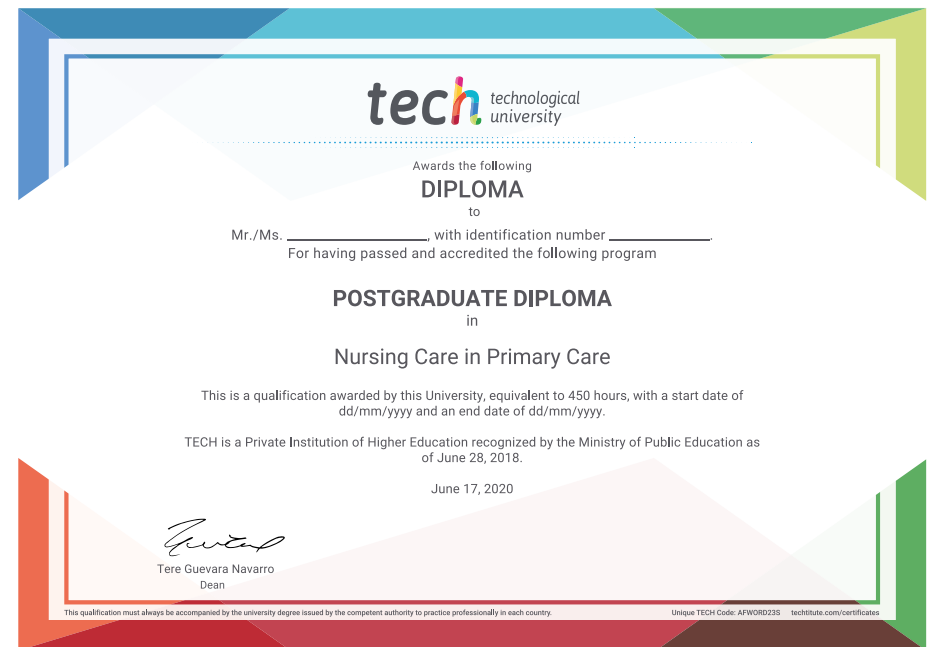 tech technological
university
Awards the following
DIPLOMA
to
Mr./Ms. ____________________, with identification number ______________.
For having passed and accredited the following program
POSTGRADUATE DIPLOMA
in
Nursing Care in Primary Care
This is a qualification awarded by this University, equivalent to 450 hours, with a start date of
dd/mm/yyyy and an end date of dd/mm/yyyy.
TECH is a Private Institution of Higher Education recognized by the Ministry of Public Education as
of June 28, 2018.
June 17, 2020
Tere Guevara Navarro
Dean
This qualification must always be accompanied by the university degree issued by the competent authority to practice professionally in each country.
Unique TECH Code: AFWORD23S techtitute.com/certificates